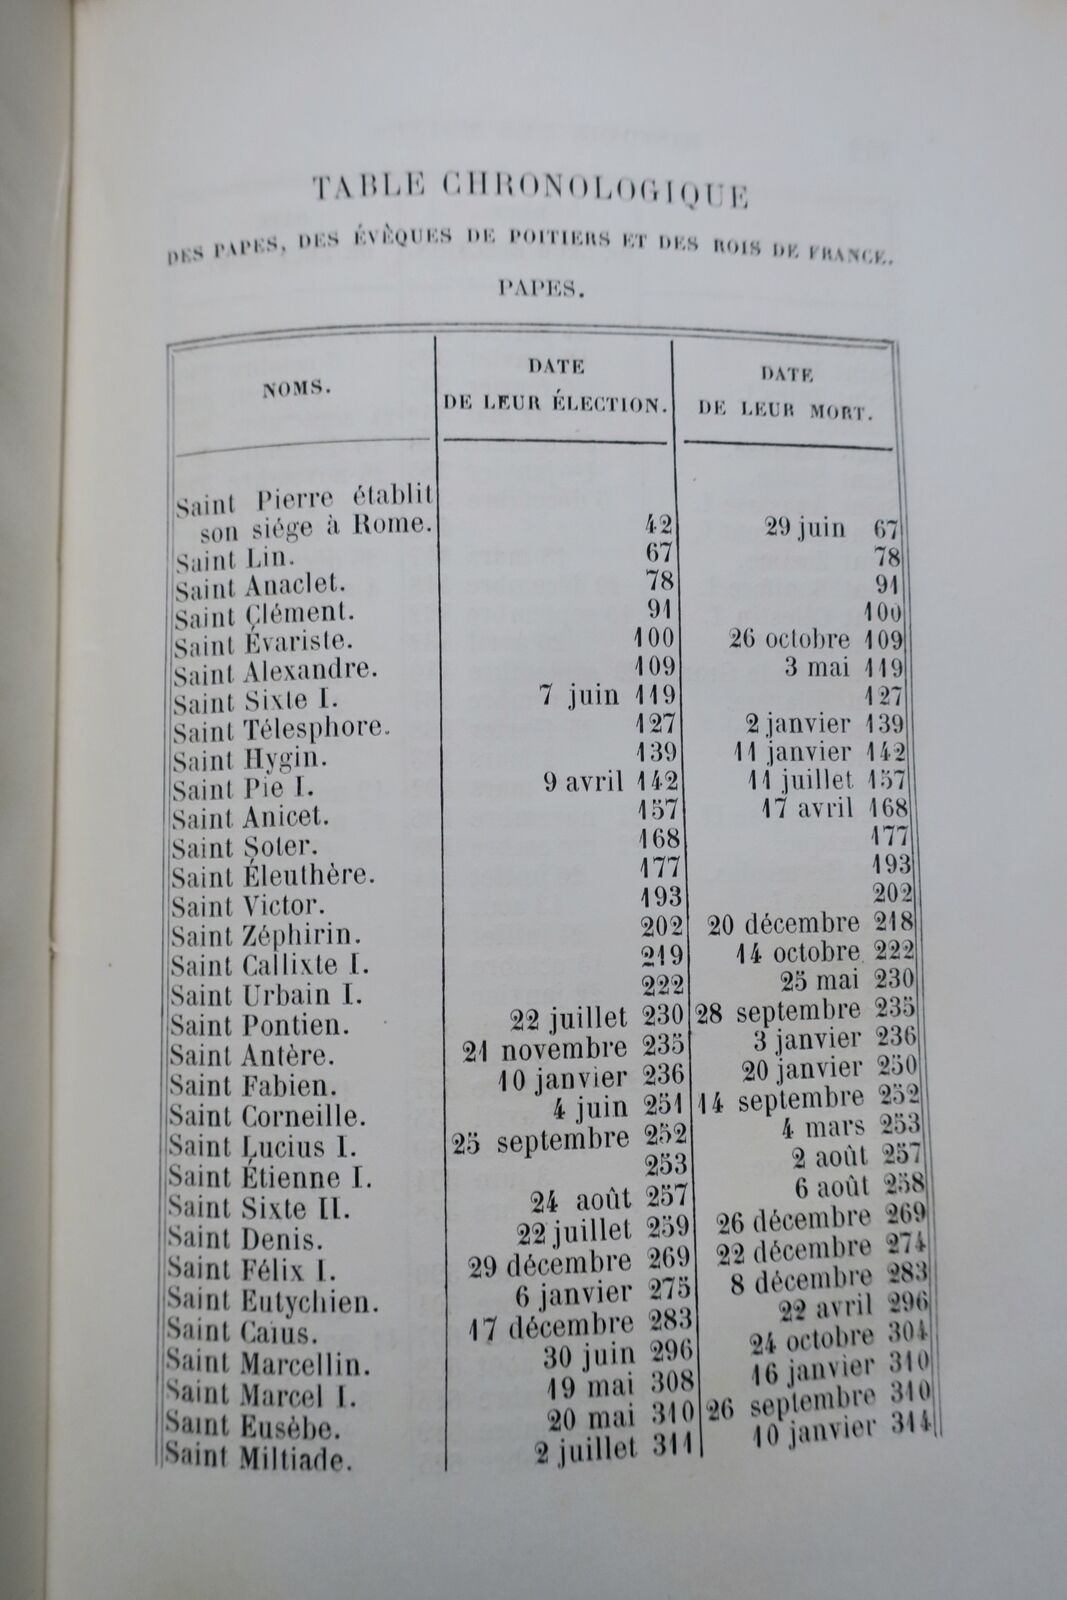 TABLE CHRONOLOGIQUE
DES PAPES, DES ÉVÊQUES DE POITIERS ET DES ROIS DE FRANCE.
PAPES.
NOMS. DATE DE LEUR ÉLECTION. DATE DE LEUR MORT.
Saint Pierre établit
son siége à Rome. 42 29 juin 67
Saint Lin. 67 78
Saint Anaclet. 78 91
Saint Clément. 91 100
Saint Évariste. 100 26 octobre 109
Saint Alexandre. 109 3 mai 119
Saint Sixte I. 7 juin 119 127
Saint Télesphore. 127 2 janvier 139
Saint Hygin. 139 11 janvier 142
Saint Pie I. 9 avril 142 11 juillet 157
Saint Anicet. 157 17 avril 168
Saint Soter. 168 177
Saint Éleuthère. 177 193
Saint Victor. 193 202
Saint Zéphirin. 202 20 décembre 218
Saint Callixte I. 219 14 octobre 222
Saint Urbain I. 222 25 mai 230
Saint Pontien. 22 juillet 230 28 septembre 235
Saint Antère. 21 novembre 235 3 janvier 236
Saint Fabien. 10 janvier 236 20 janvier 250
Saint Corneille. 4 juin 251 14 septembre 252
Saint Lucius I. 25 septembre 252 4 mars 253
Saint Étienne I. 253 2 août 257
Saint Sixte II. 24 août 257 6 août 258
Saint Denis. 22 juillet 259 26 décembre 269
Saint Félix I. 29 décembre 269 22 décembre 274
Saint Eutychien. 6 janvier 275 8 décembre 283
Saint Caïus. 17 décembre 283 22 avril 296
Saint Marcellin. 30 juin 296 24 octobre 304
Saint Marcel I. 19 mai 308 16 janvier 310
Saint Eusèbe. 20 mai 310 26 septembre 310
Saint Miltiade. 2 juillet 311 10 janvier 314